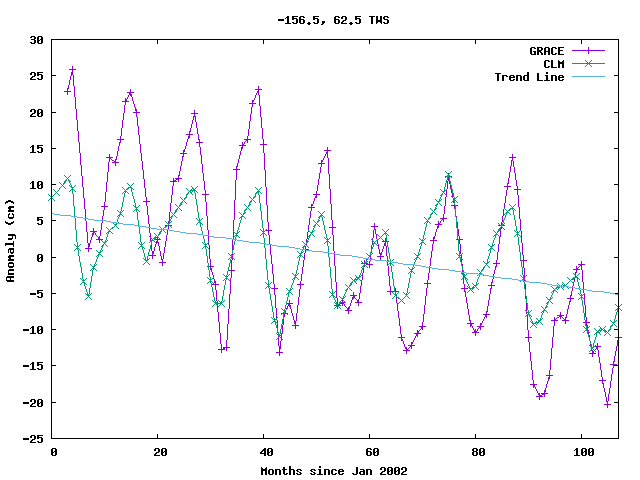 -156.5, 62.5 TWS
GRACE
CLM
Trend Line
Anomaly (cm)
30
25
20
15
10
5
0
-5
-10
-15
-20
-25
0 20 40 60 80 100
Months since Jan 2002